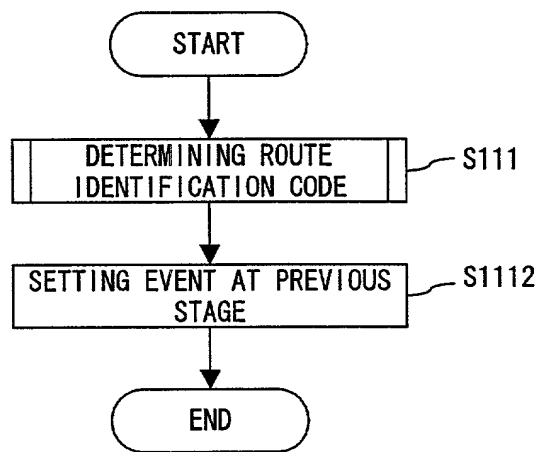 START
DETERMINING ROUTE
IDENTIFICATION CODE
S111
SETTING EVENT AT PREVIOUS
STAGE
S1112
END